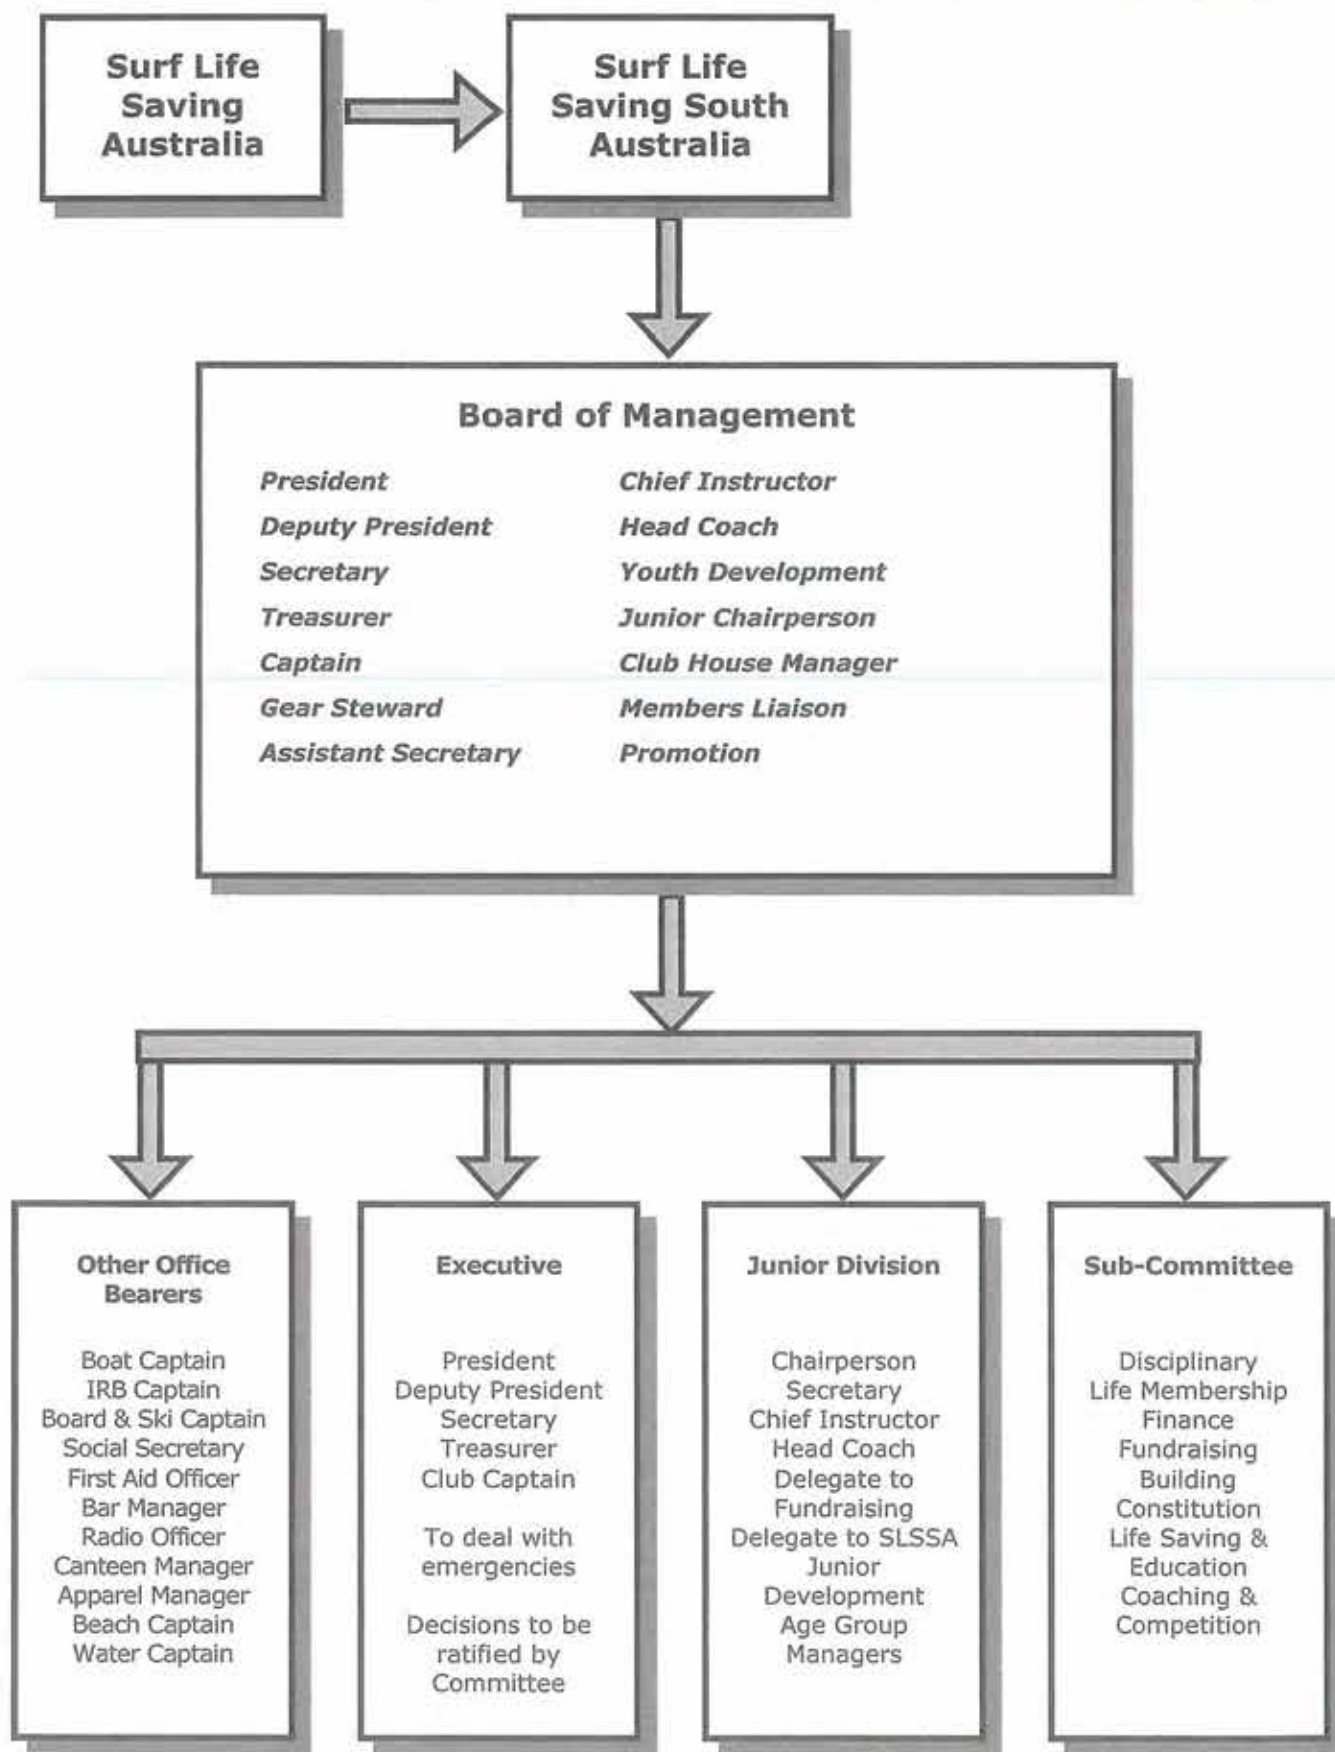 Surf Life
Saving
Australia
Surf Life
Saving South
Australia
Board of Management
President
Deputy President
Secretary
Treasurer
Captain
Gear Steward
Assistant Secretary
Chief Instructor
Head Coach
Youth Development
Junior Chairperson
Club House Manager
Members Liaison
Promotion
Other Office
Bearers
Boat Captain
IRB Captain
Board & Ski Captain
Social Secretary
First Aid Officer
Bar Manager
Radio Officer
Canteen Manager
Apparel Manager
Beach Captain
Water Captain
Executive
President
Deputy President
Secretary
Treasurer
Club Captain
To deal with
emergencies
Decisions to be
ratified by
Committee
Junior Division
Chairperson
Secretary
Chief Instructor
Head Coach
Delegate to
Fundraising
Delegate to SLSSA
Junior
Development
Age Group
Managers
Sub-Committee
Disciplinary
Life Membership
Finance
Fundraising
Building
Constitution
Life Saving &
Education
Coaching &
Competition